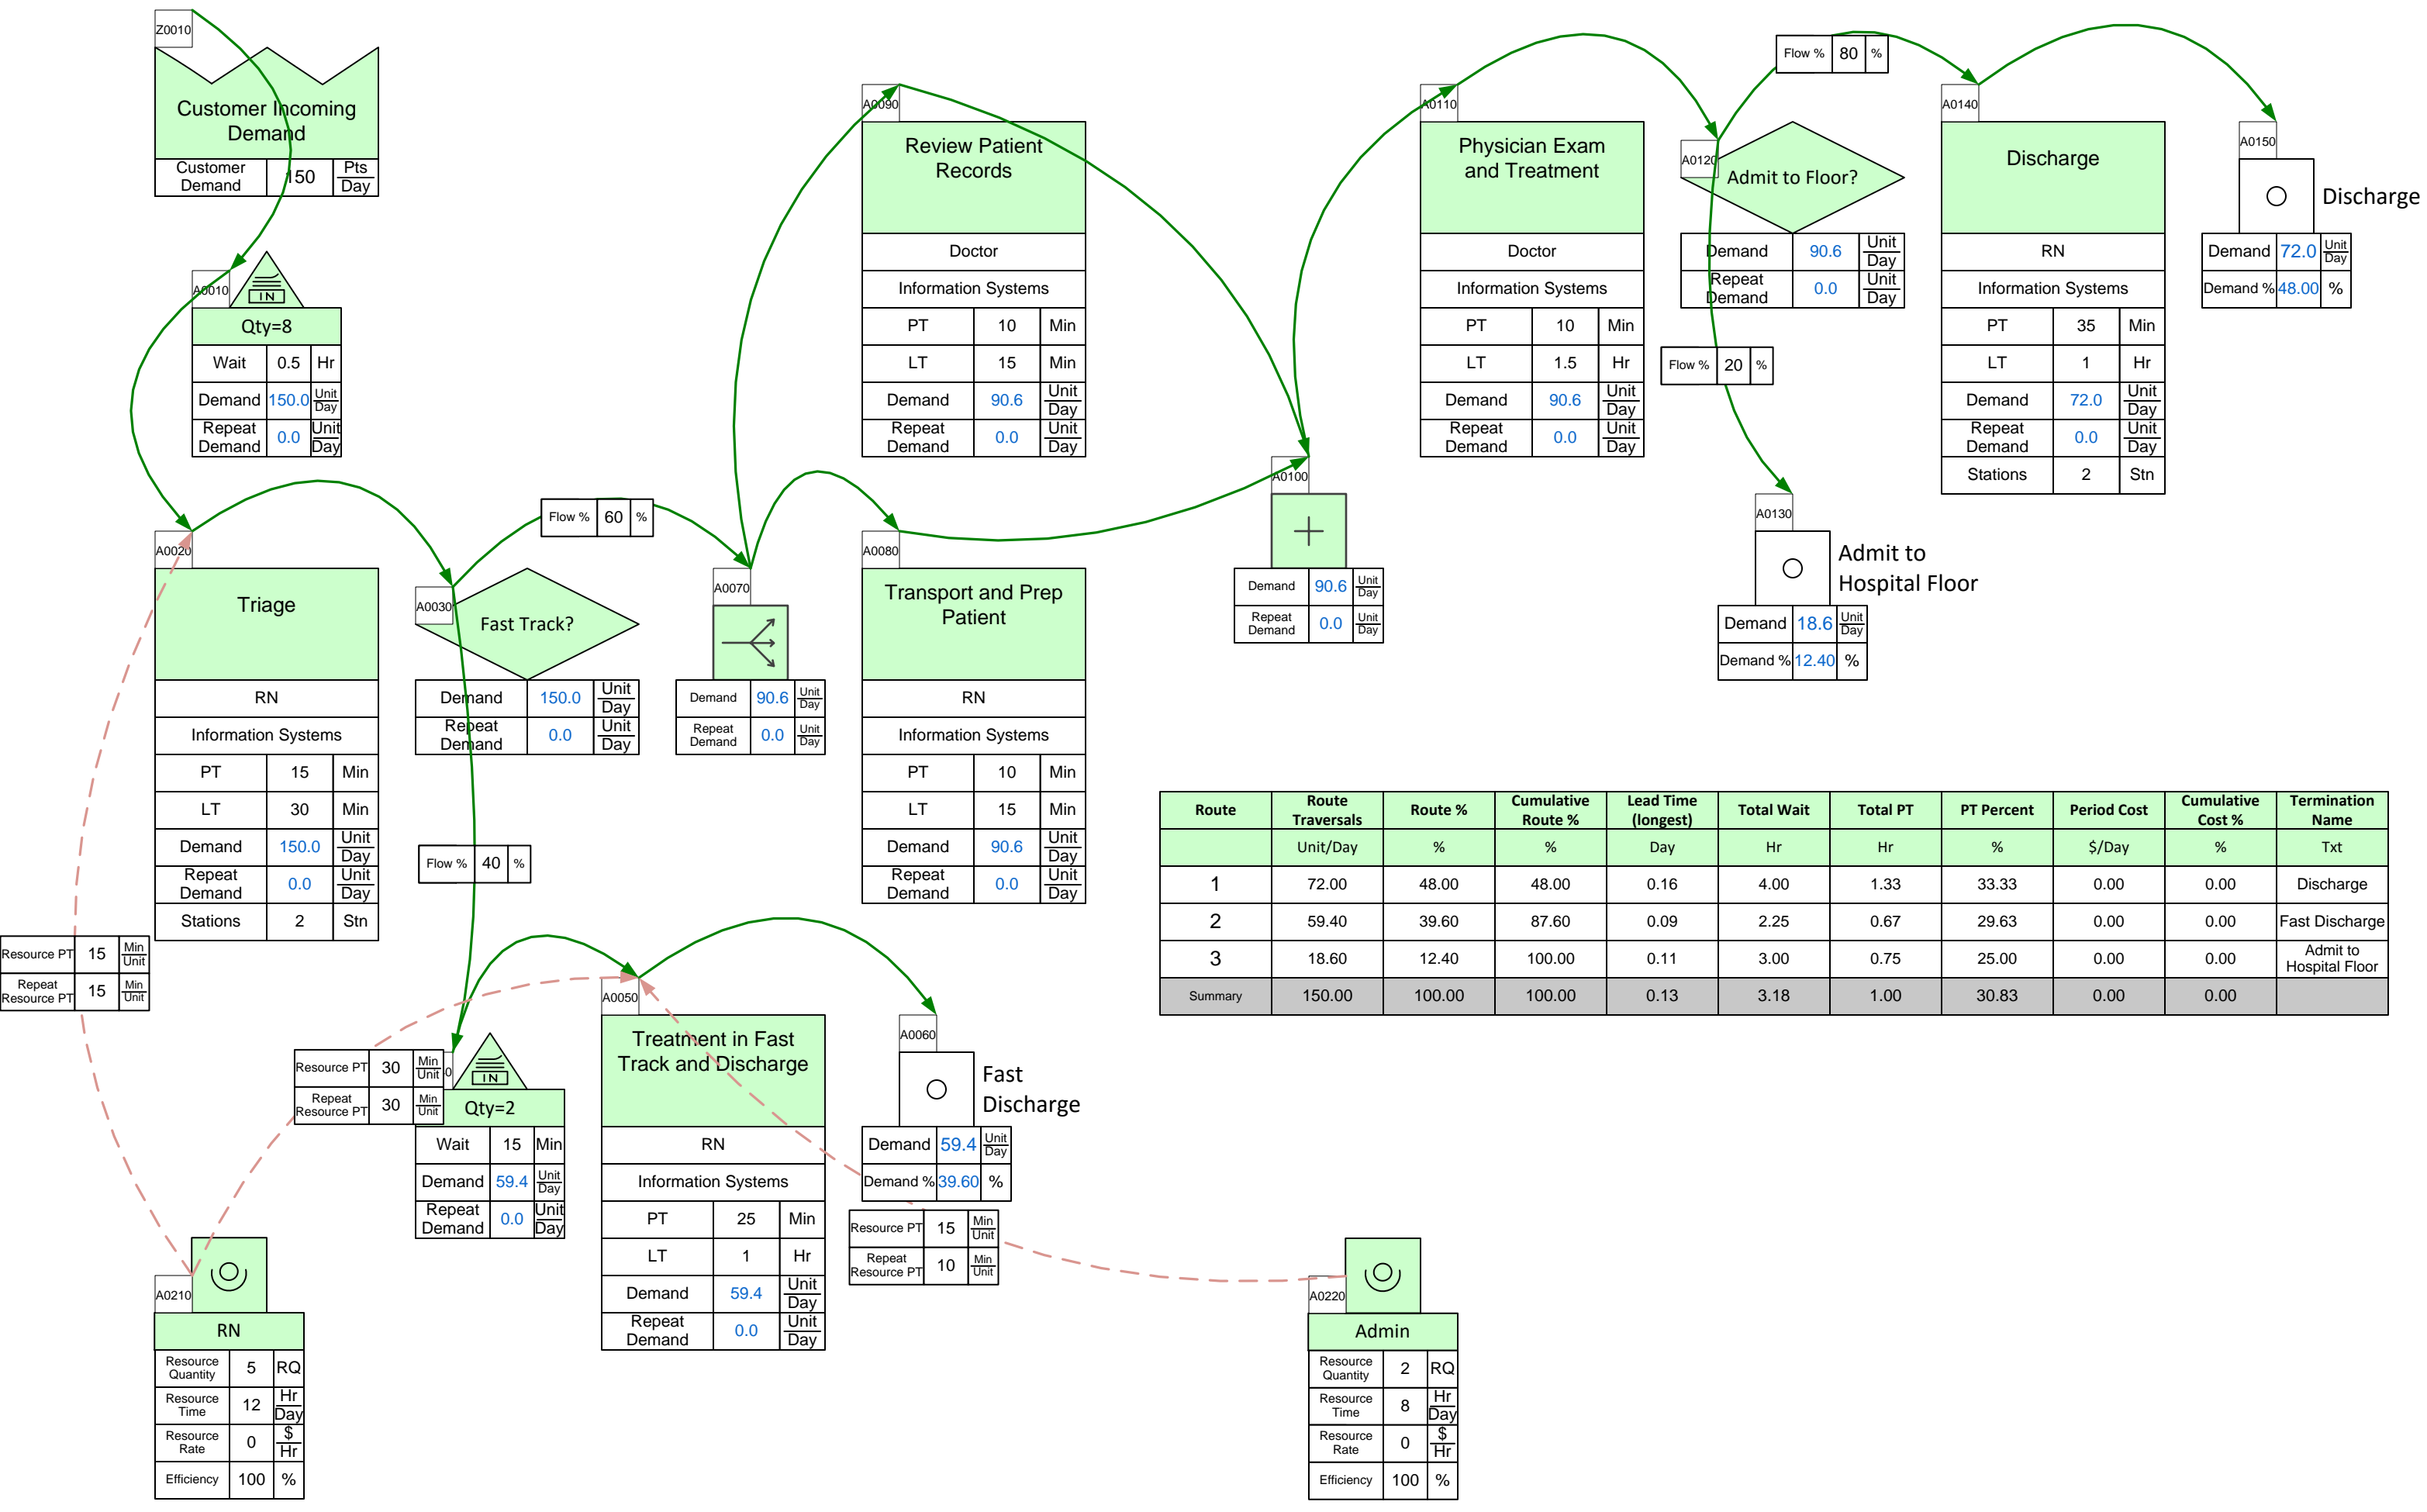 Z0010
Customer Incoming
Demand
Customer
Demand
150
Pts
Day
A0010
IN
Qty=8
Wait 0.5 Hr
Demand 150.0 Unit
Day
Repeat
Demand
0.0 Unit
Day
A0020
Triage
RN
Information Systems
PT 15 Min
LT 30 Min
Demand 150.0 Unit
Day
Repeat
Demand
0.0 Unit
Day
Stations 2 Stn
A0030
Fast Track?
Demand 150.0 Unit
Day
Repeat
Demand
0.0 Unit
Day
Flow % 60 %
Flow % 40 %
A0070
Demand 90.6 Unit
Day
Repeat
Demand
0.0 Unit
Day
A0090
Review Patient
Records
Doctor
Information Systems
PT 10 Min
LT 15 Min
Demand 90.6 Unit
Day
Repeat
Demand
0.0 Unit
Day
A0080
Transport and Prep
Patient
RN
Information Systems
PT 10 Min
LT 15 Min
Demand 90.6 Unit
Day
Repeat
Demand
0.0 Unit
Day
A0100
Demand 90.6 Unit
Day
Repeat
Demand
0.0 Unit
Day
A0110
Physician Exam
and Treatment
Doctor
Information Systems
PT 10 Min
LT 1.5 Hr
Demand 90.6 Unit
Day
Repeat
Demand
0.0 Unit
Day
A0120
Admit to Floor?
Demand 90.6 Unit
Day
Repeat
Demand
0.0 Unit
Day
Flow % 80 %
Flow % 20 %
A0130
Admit to
Hospital Floor
Demand 18.6 Unit
Day
Demand % 12.40 %
A0140
Discharge
RN
Information Systems
PT 35 Min
LT 1 Hr
Demand 72.0 Unit
Day
Repeat
Demand
0.0 Unit
Day
Stations 2 Stn
A0150
Discharge
Demand 72.0 Unit
Day
Demand % 48.00 %
Route Route Traversals Route % Cumulative Route % Lead Time (longest) Total Wait Total PT PT Percent Period Cost Cumulative Cost % Termination Name
Unit/Day % % Day Hr Hr % $/Day % Txt
1 72.00 48.00 48.00 0.16 4.00 1.33 33.33 0.00 0.00 Discharge
2 59.40 39.60 87.60 0.09 2.25 0.67 29.63 0.00 0.00 Fast Discharge
3 18.60 12.40 100.00 0.11 3.00 0.75 25.00 0.00 0.00 Admit to Hospital Floor
Summary 150.00 100.00 100.00 0.13 3.18 1.00 30.83 0.00 0.00
Resource PT 15 Min
Unit
Repeat
Resource PT
15 Min
Unit
Resource PT 30 Min
Unit
Repeat
Resource PT
30 Min
Unit
0
IN
Qty=2
Wait 15 Min
Demand 59.4 Unit
Day
Repeat
Demand
0.0 Unit
Day
A0050
Treatment in Fast
Track and Discharge
RN
Information Systems
PT 25 Min
LT 1 Hr
Demand 59.4 Unit
Day
Repeat
Demand
0.0 Unit
Day
A0060
Fast
Discharge
Demand 59.4 Unit
Day
Demand % 39.60 %
Resource PT 15 Min
Unit
Repeat
Resource PT
10 Min
Unit
A0210
RN
Resource
Quantity
5 RQ
Resource
Time
12 Hr
Day
Resource
Rate
0 $
Hr
Efficiency 100 %
A0220
Admin
Resource
Quantity
2 RQ
Resource
Time
8 Hr
Day
Resource
Rate
0 $
Hr
Efficiency 100 %